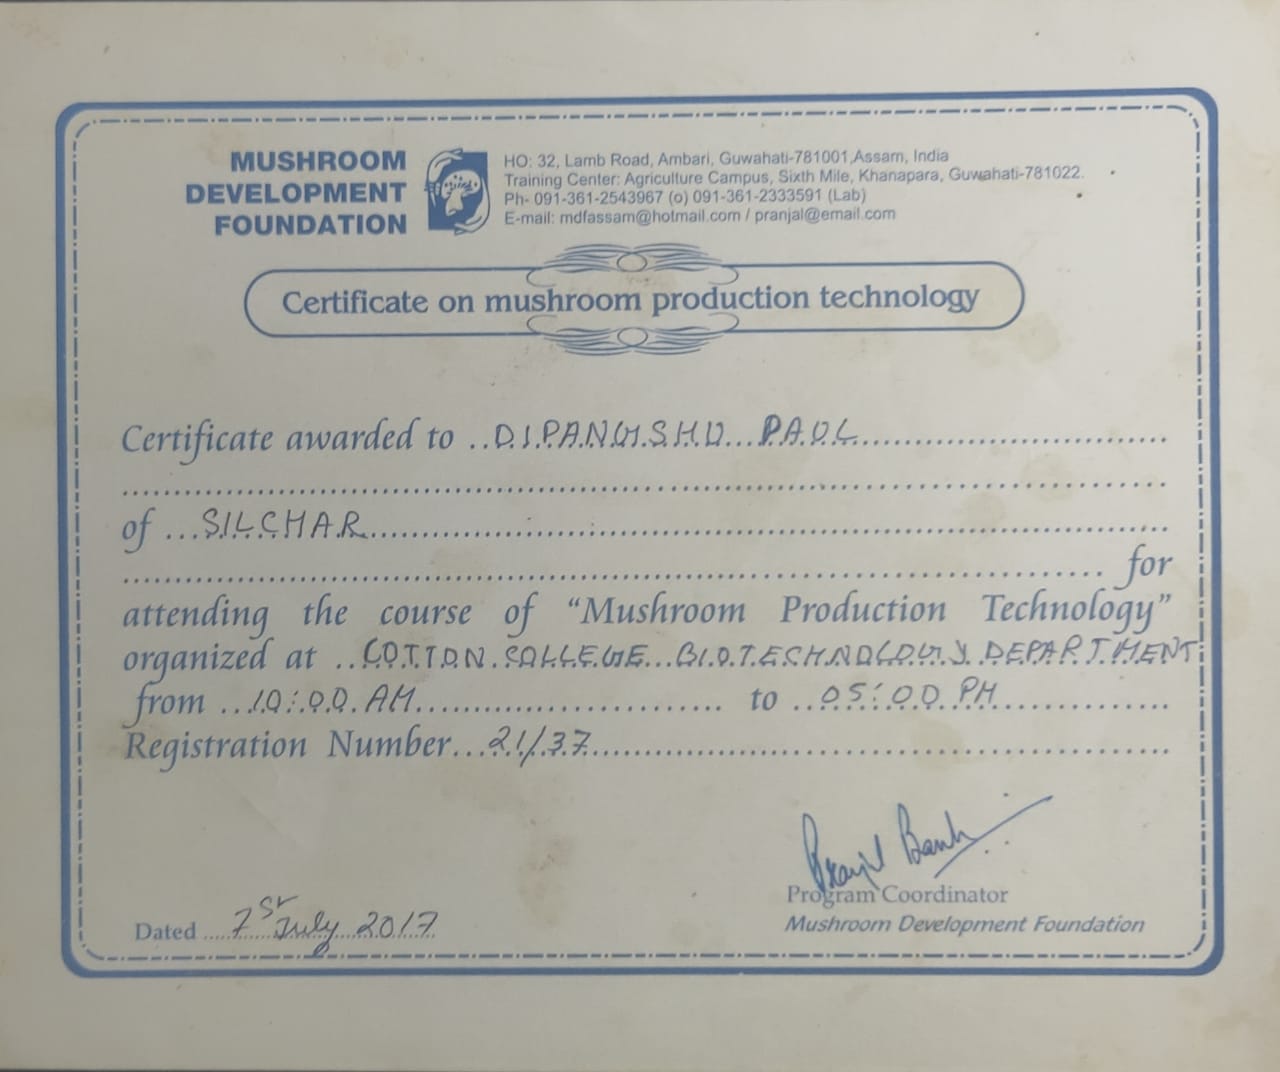 MUSHROOM
DEVELOPMENT
FOUNDATION
HO: 32, Lamb Road, Ambari, Guwahati-781001,Assam, India
Training Center: Agriculture Campus, Sixth Mile, Khanapara, Guwahati-781022.
Ph- 091-361-2543967 (o) 091-361-2333591 (Lab)
E-mail: mdfassam@hotmail.com / pranjal@email.com
Certificate on mushroom production technology
Certificate awarded to DIPANGSHU PAUL
of SILCHAR
for
attending the course of “Mushroom Production Technology”
organized at COTTON COLLEGE BIOTECHNOLOGY DEPARTMENT
from 10:00 AM to 05:00 PM
Registration Number 21/37
Program Coordinator
Mushroom Development Foundation
Dated July 2017